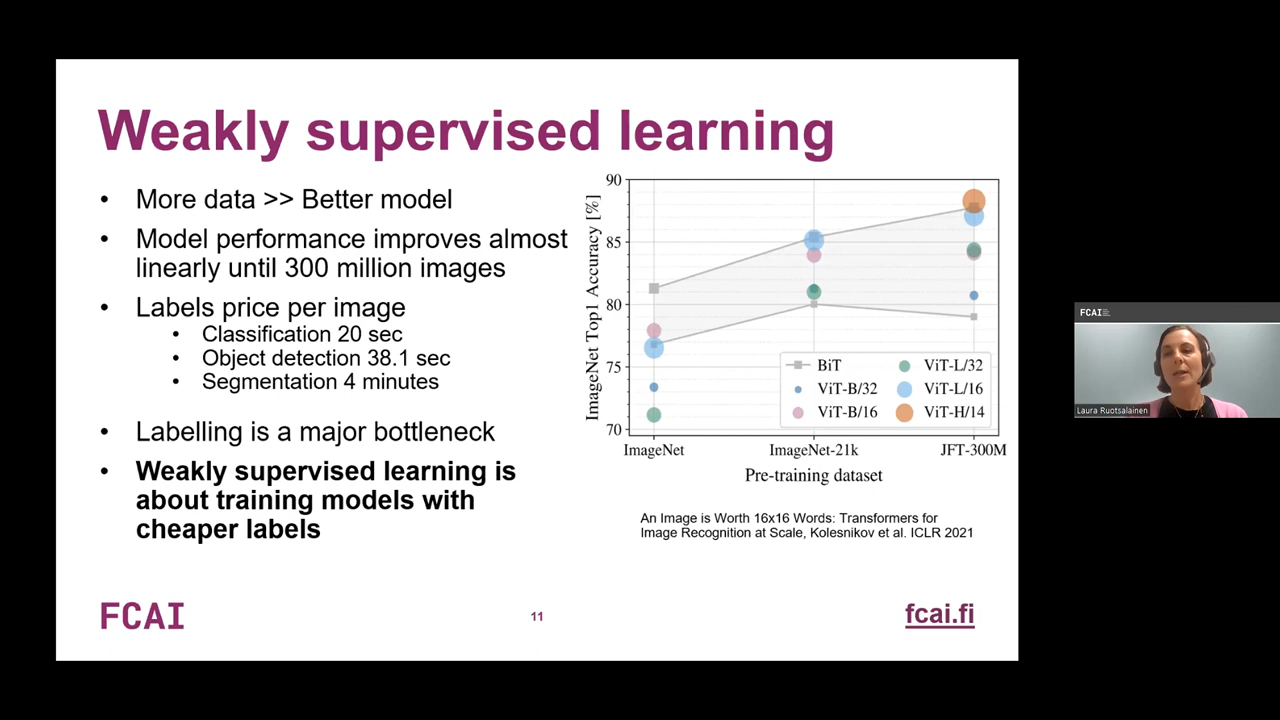 Weakly supervised learning
• More data >> Better model
• Model performance improves almost
linearly until 300 million images
• Labels price per image
• Classification 20 sec
• Object detection 38.1 sec
• Segmentation 4 minutes
• Labelling is a major bottleneck
• Weakly supervised learning is
about training models with
cheaper labels
ImageNet Top1 Accuracy [%]
90
85
80
75
70
BiT
ViT-B/32
ViT-B/16
ViT-L/32
ViT-L/16
ViT-H/14
ImageNet
ImageNet-21k
JFT-300M
Pre-training dataset
An Image is Worth 16x16 Words: Transformers for
Image Recognition at Scale, Kolesnikov et al. ICLR 2021
FCAI
11
fcai.fi
FCAI
Laura Ruotsalainen